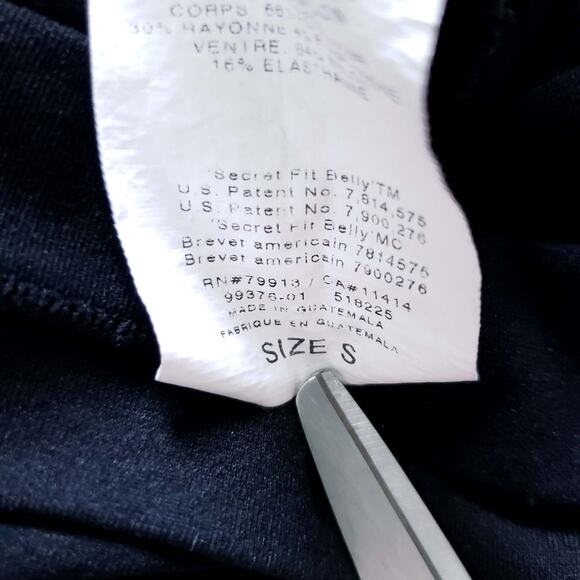 CORPS
30% RAYONNE
VENTRE.
16% ELASTHANE
"Secret Fit Belly"TM
U.S. Patent No. 7,814,575
U.S. Patent No. 7,900,276
"Secret Fit Belly"MC
Brevet americain 7814575
Brevet americain 7900276
RN#79913 / CA#11414
99376-01 518225
MADE IN GUATEMALA
FABRIQUE EN GUATEMALA
SIZE S